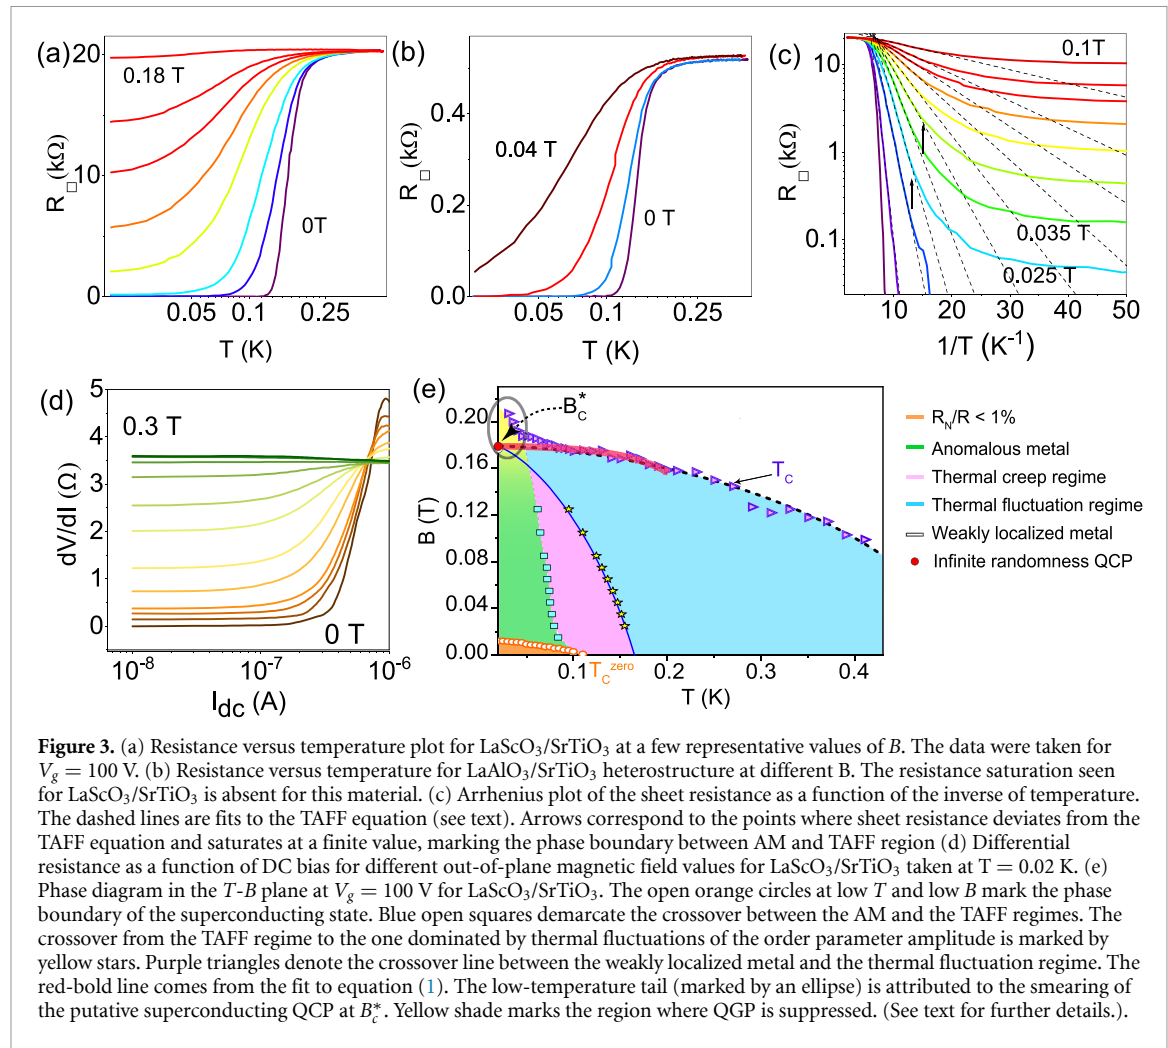 (a)
20
0.18 T
10
0T
0
R□(kΩ)
0.05 0.1 0.25
T (K)
(b)
0.4
0.04 T
0.2
0 T
0.0
R□(kΩ)
0.05 0.1 0.25
T (K)
(c)
10
0.1T
1
0.035 T
0.1
0.025 T
R□(kΩ)
10 20 30 40 50
1/T (K⁻¹)
(d)
5
0.3 T
4
3
2
1
0
0 T
dV/dI (Ω)
10⁻⁸ 10⁻⁷ 10⁻⁶
I_dc (A)
(e)
0.20
B_C^*
0.16
T_C
0.12
0.08
0.04
0.00
T_C^zero
B (T)
0.1 0.2 0.3 0.4
T (K)
R_N/R < 1%
Anomalous metal
Thermal creep regime
Thermal fluctuation regime
Weakly localized metal
Infinite randomness QCP
Figure 3. (a) Resistance versus temperature plot for LaScO₃/SrTiO₃ at a few representative values of B. The data were taken for
V_g = 100 V. (b) Resistance versus temperature for LaAlO₃/SrTiO₃ heterostructure at different B. The resistance saturation seen
for LaScO₃/SrTiO₃ is absent for this material. (c) Arrhenius plot of the sheet resistance as a function of the inverse of temperature.
The dashed lines are fits to the TAFF equation (see text). Arrows correspond to the points where sheet resistance deviates from the
TAFF equation and saturates at a finite value, marking the phase boundary between AM and TAFF region (d) Differential
resistance as a function of DC bias for different out-of-plane magnetic field values for LaScO₃/SrTiO₃ taken at T = 0.02 K. (e)
Phase diagram in the T-B plane at V_g = 100 V for LaScO₃/SrTiO₃. The open orange circles at low T and low B mark the phase
boundary of the superconducting state. Blue open squares demarcate the crossover between the AM and the TAFF regimes. The
crossover from the TAFF regime to the one dominated by thermal fluctuations of the order parameter amplitude is marked by
yellow stars. Purple triangles denote the crossover line between the weakly localized metal and the thermal fluctuation regime. The
red-bold line comes from the fit to equation (1). The low-temperature tail (marked by an ellipse) is attributed to the smearing of
the putative superconducting QCP at B_c^*. Yellow shade marks the region where QGP is suppressed. (See text for further details.).